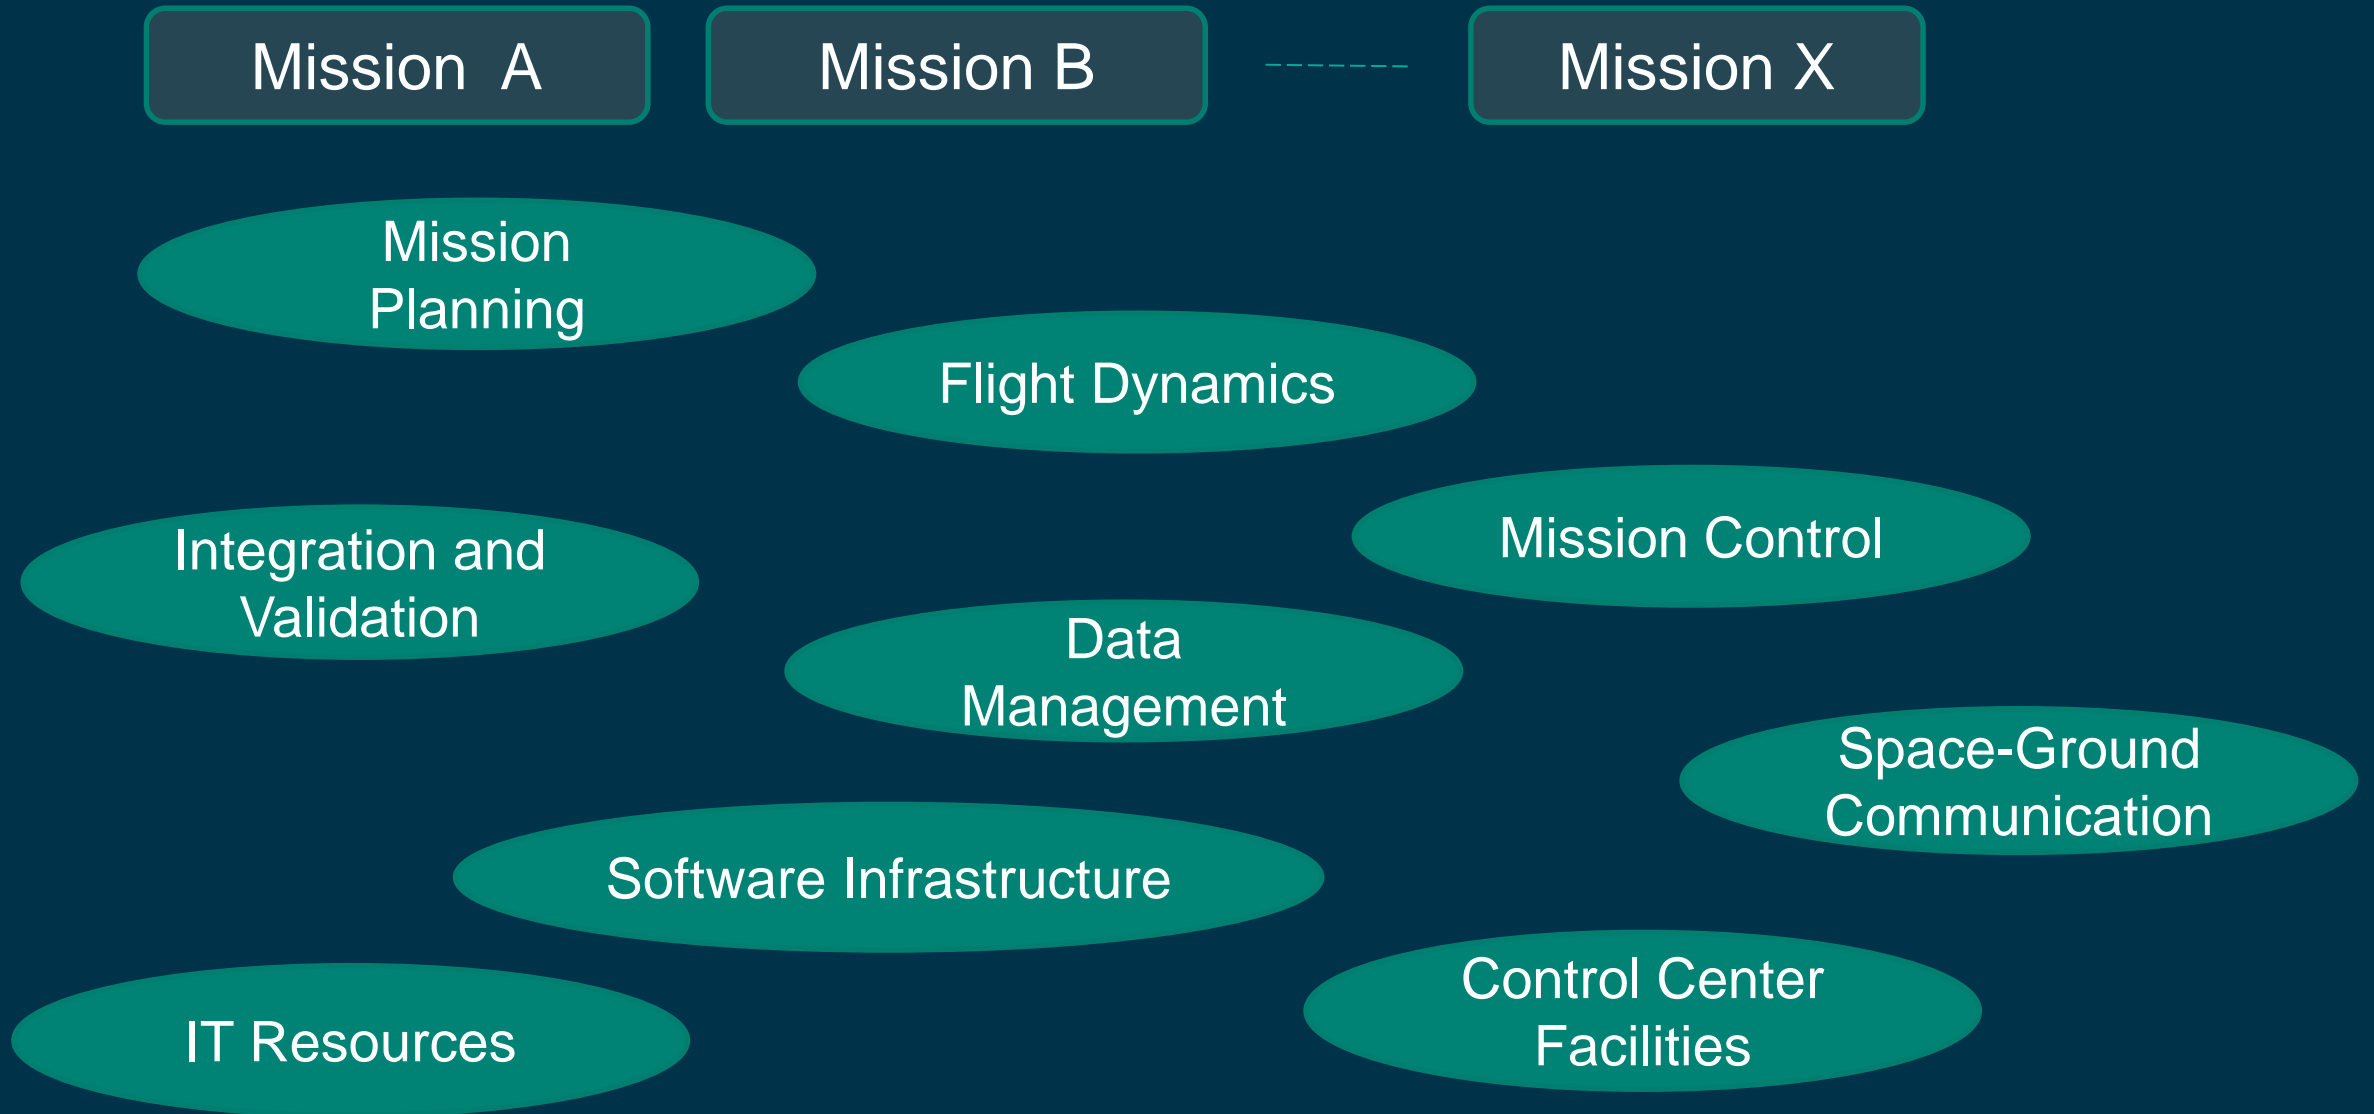 Mission  A
Mission B
Mission X
Mission
Planning
Flight Dynamics
Mission Control
Integration and
Validation
Data
Management
Space-Ground
Communication
Software Infrastructure
Control Center
Facilities
IT Resources